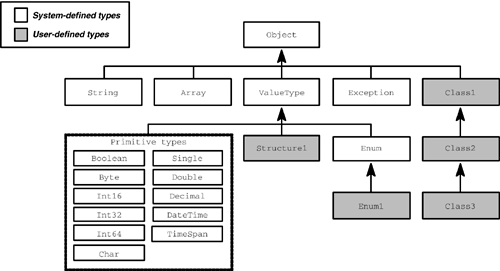 System-defined types
User-defined types
Object
String Array ValueType Exception Class1
Primitive types
Structure1 Enum Class2
Boolean Single
Byte Double
Int16 Decimal
Int32 DateTime
Int64 TimeSpan
Char
Enum1 Class3